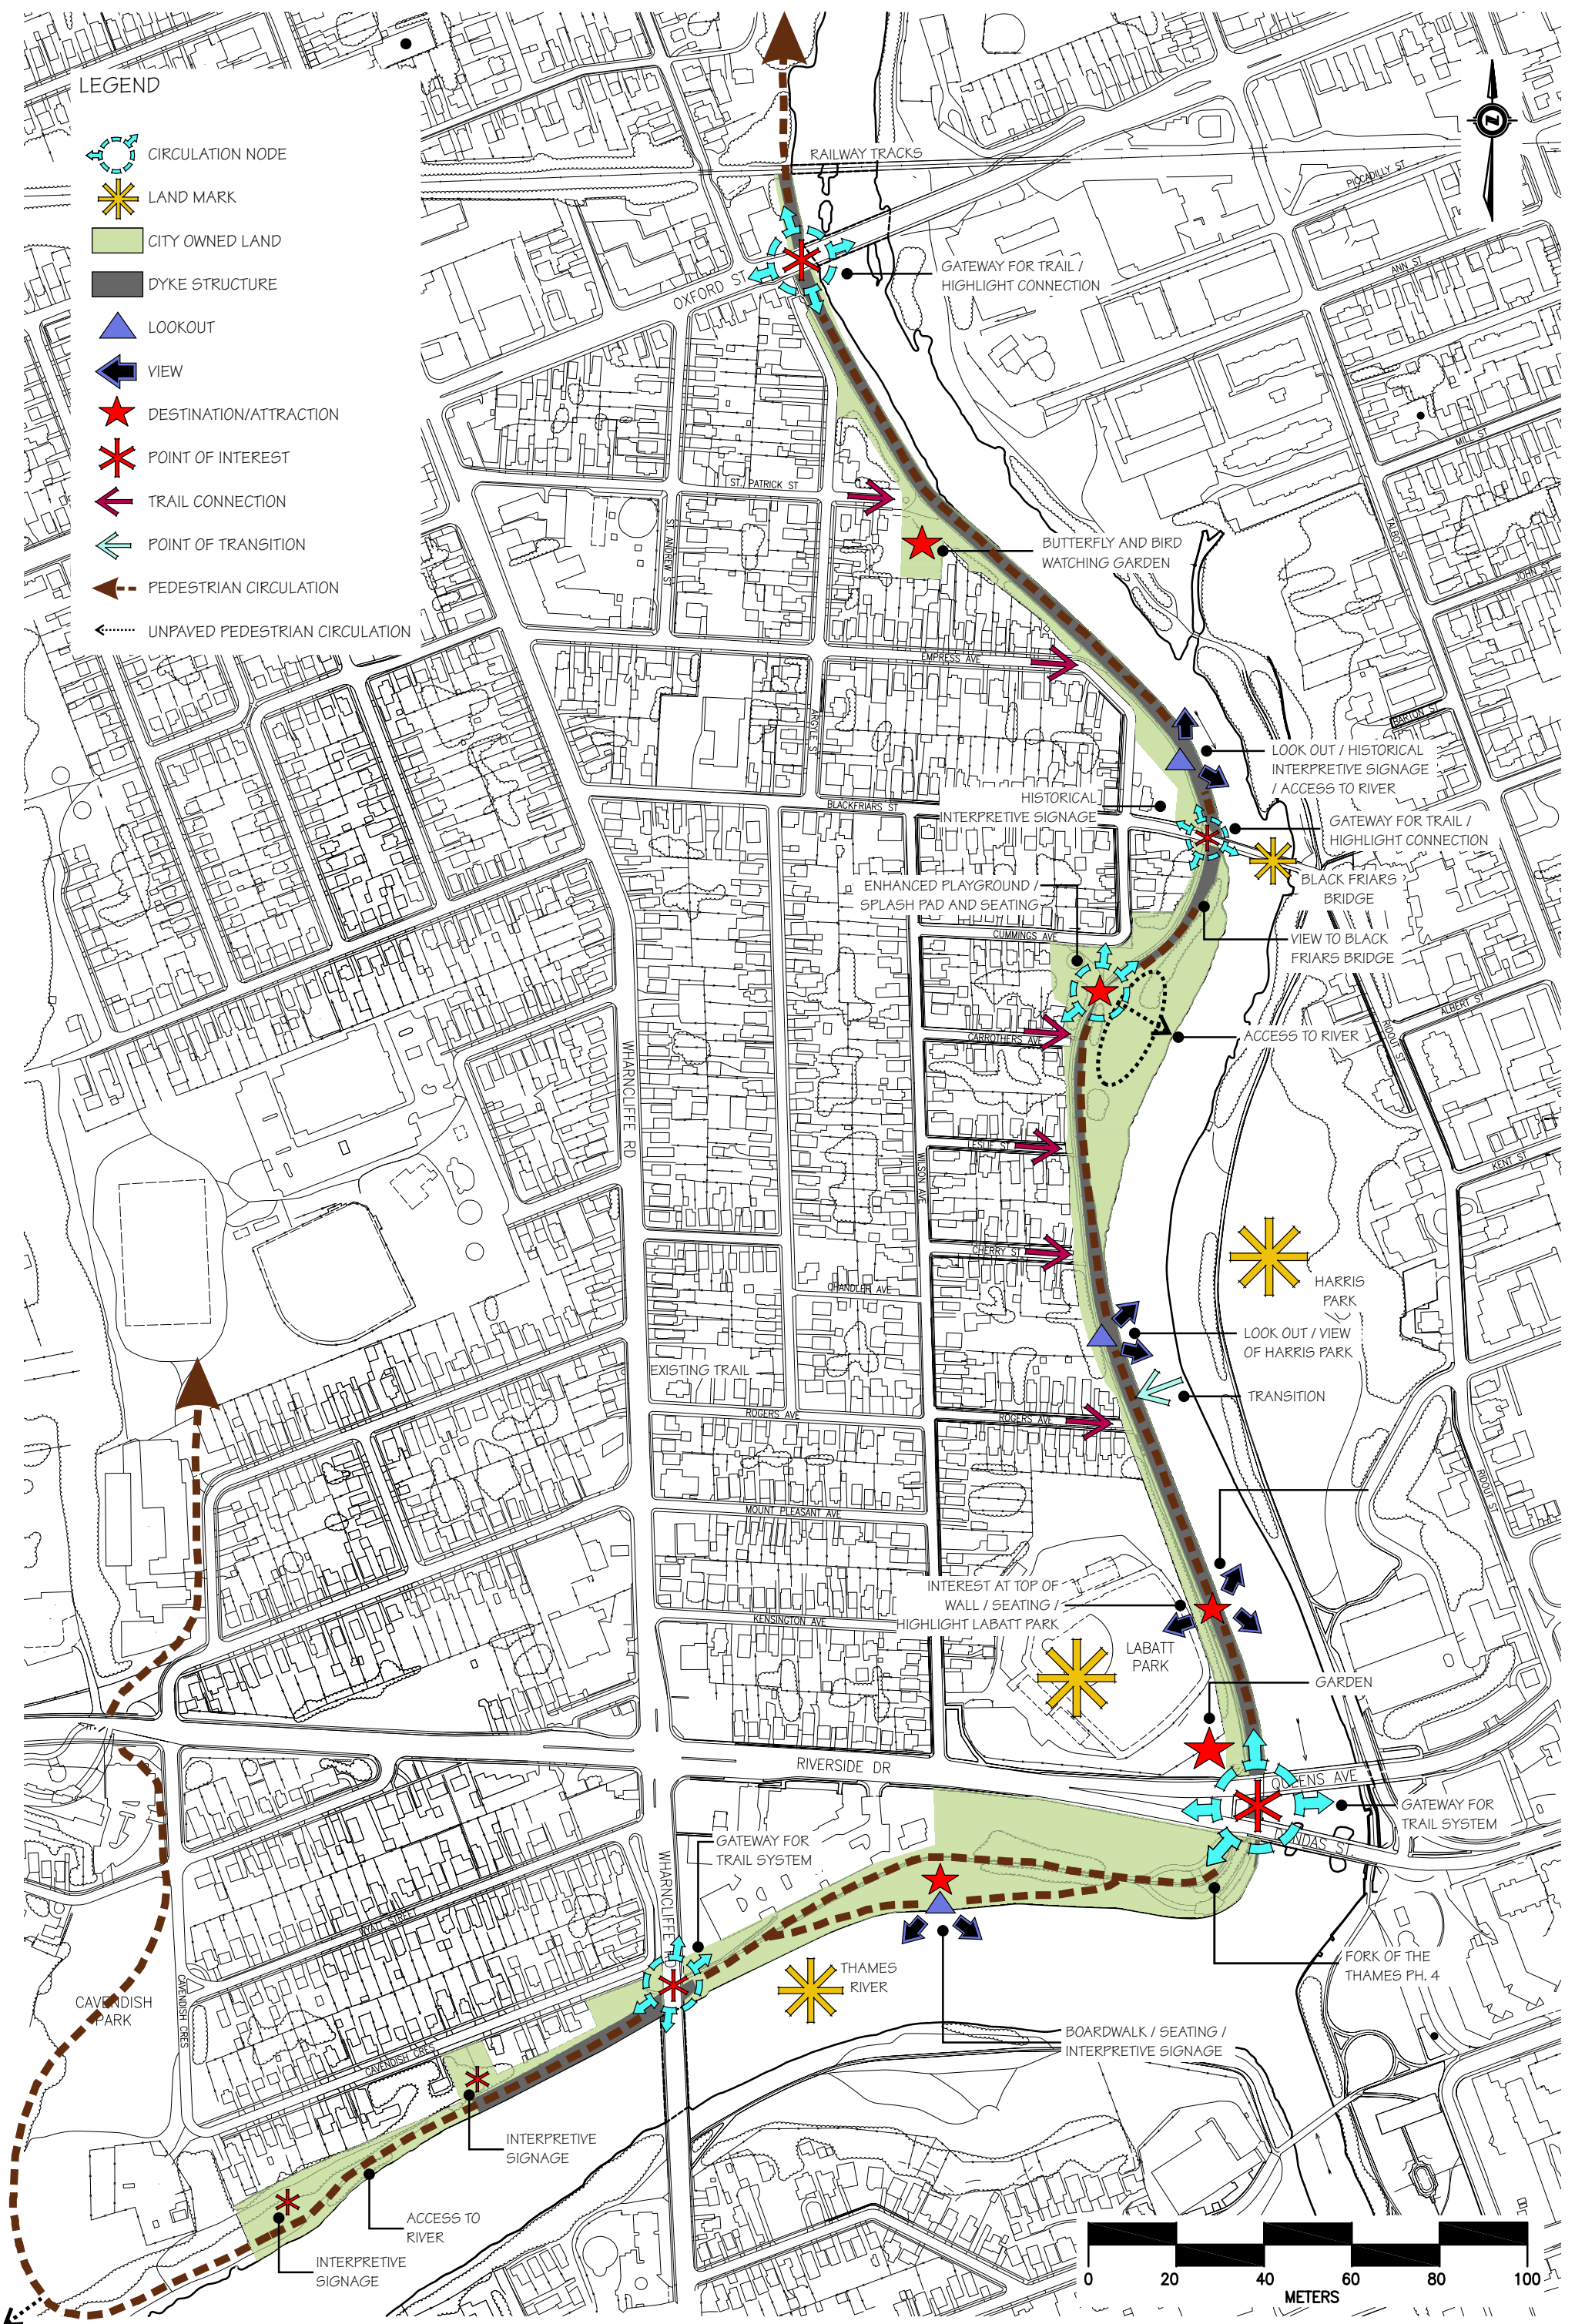 LEGEND
CIRCULATION NODE
LAND MARK
CITY OWNED LAND
DYKE STRUCTURE
LOOKOUT
VIEW
DESTINATION/ATTRACTION
POINT OF INTEREST
TRAIL CONNECTION
POINT OF TRANSITION
PEDESTRIAN CIRCULATION
UNPAVED PEDESTRIAN CIRCULATION
RAILWAY TRACKS
PICCADILLY ST
ANN ST
GATEWAY FOR TRAIL /
HIGHLIGHT CONNECTION
OXFORD ST
MILL ST
ST. PATRICK ST
ST ANDREW ST
TALBOT ST
JOHN ST
BUTTERFLY AND BIRD
WATCHING GARDEN
EMPRESS AVE
ARGYLE ST
BARTON ST
LOOK OUT / HISTORICAL
INTERPRETIVE SIGNAGE
/ ACCESS TO RIVER
HISTORICAL
INTERPRETIVE SIGNAGE
BLACKFRIARS ST
GATEWAY FOR TRAIL /
HIGHLIGHT CONNECTION
BLACK FRIARS
BRIDGE
ENHANCED PLAYGROUND /
SPLASH PAD AND SEATING
CUMMINGS AVE
VIEW TO BLACK
FRIARS BRIDGE
ALBERT ST
RIDOUT ST
ACCESS TO RIVER
CARROTHERS AVE
WHARNCLIFFE RD
LESLIE ST
WILSON AVE
KENT ST
CHERRY ST
CHANDLER AVE
HARRIS
PARK
LOOK OUT / VIEW
OF HARRIS PARK
EXISTING TRAIL
TRANSITION
ROGERS AVE
ROGERS AVE
RIDOUT ST
MOUNT PLEASANT AVE
INTEREST AT TOP OF
WALL / SEATING /
HIGHLIGHT LABATT PARK
KENSINGTON AVE
LABATT
PARK
GARDEN
RIVERSIDE DR
QUEENS AVE
GATEWAY FOR
TRAIL SYSTEM
DUNDAS ST
GATEWAY FOR
TRAIL SYSTEM
WHARNCLIFFE
WYATT STREET
FORK OF THE
THAMES PH. 4
THAMES
RIVER
CAVENDISH
PARK
CAVENDISH CRES
CAVENDISH CRES
BOARDWALK / SEATING /
INTERPRETIVE SIGNAGE
INTERPRETIVE
SIGNAGE
ACCESS TO
RIVER
INTERPRETIVE
SIGNAGE
0 20 40 60 80 100
METERS